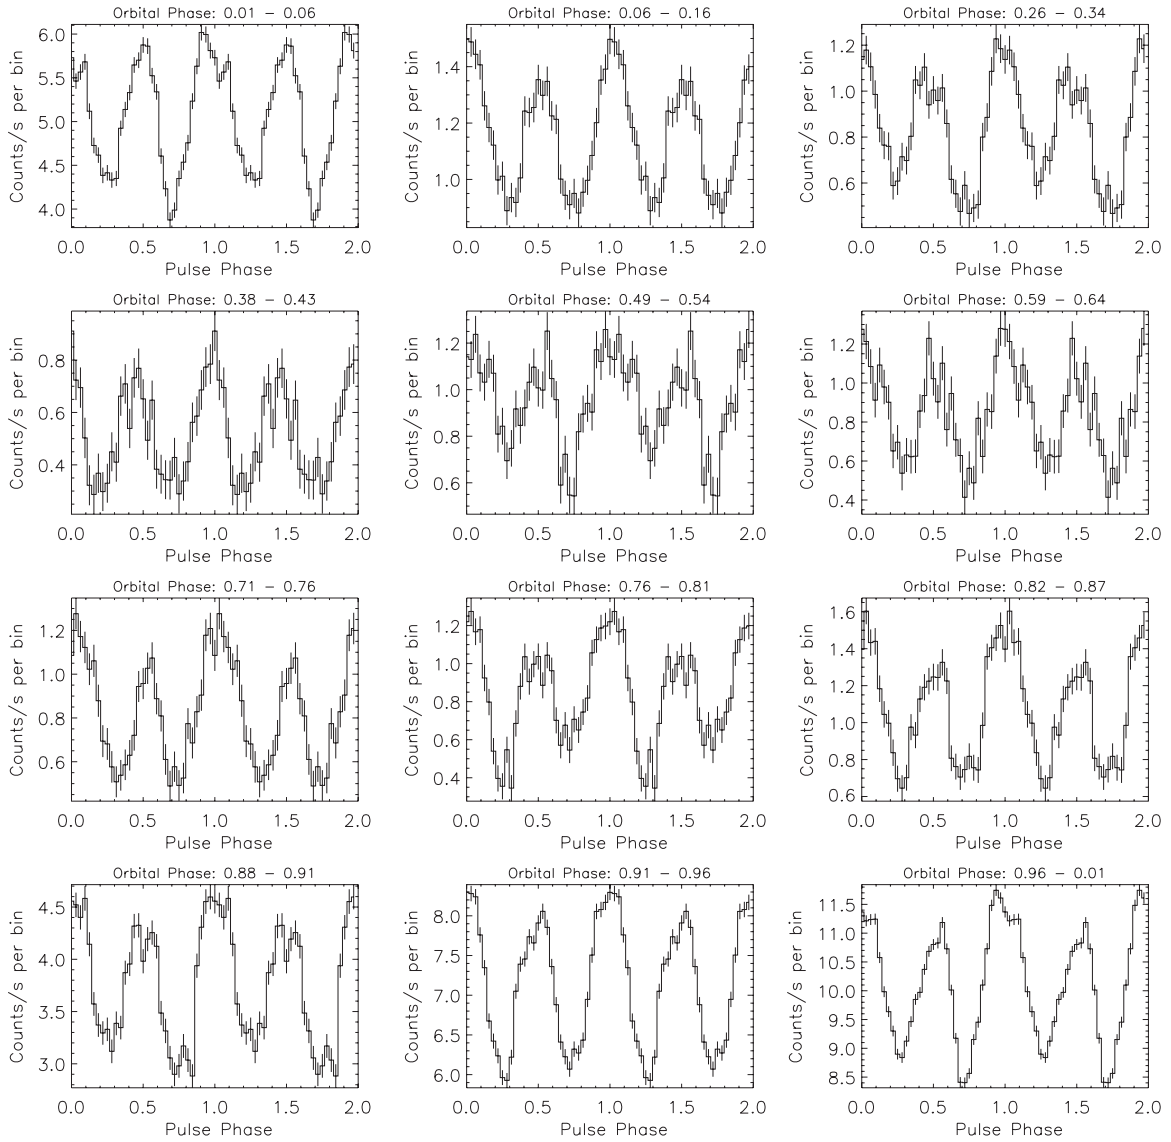 Orbital Phase: 0.01 − 0.06
Orbital Phase: 0.06 − 0.16
Orbital Phase: 0.26 − 0.34
Counts/s per bin
6.0
5.5
5.0
4.5
4.0
0.0 0.5 1.0 1.5 2.0
Pulse Phase
Counts/s per bin
1.4
1.2
1.0
0.0 0.5 1.0 1.5 2.0
Pulse Phase
Counts/s per bin
1.2
1.0
0.8
0.6
0.0 0.5 1.0 1.5 2.0
Pulse Phase
Orbital Phase: 0.38 − 0.43
Orbital Phase: 0.49 − 0.54
Orbital Phase: 0.59 − 0.64
Counts/s per bin
0.8
0.6
0.4
0.0 0.5 1.0 1.5 2.0
Pulse Phase
Counts/s per bin
1.2
1.0
0.8
0.6
0.0 0.5 1.0 1.5 2.0
Pulse Phase
Counts/s per bin
1.2
1.0
0.8
0.6
0.4
0.0 0.5 1.0 1.5 2.0
Pulse Phase
Orbital Phase: 0.71 − 0.76
Orbital Phase: 0.76 − 0.81
Orbital Phase: 0.82 − 0.87
Counts/s per bin
1.2
1.0
0.8
0.6
0.0 0.5 1.0 1.5 2.0
Pulse Phase
Counts/s per bin
1.2
1.0
0.8
0.6
0.4
0.0 0.5 1.0 1.5 2.0
Pulse Phase
Counts/s per bin
1.6
1.4
1.2
1.0
0.8
0.6
0.0 0.5 1.0 1.5 2.0
Pulse Phase
Orbital Phase: 0.88 − 0.91
Orbital Phase: 0.91 − 0.96
Orbital Phase: 0.96 − 0.01
Counts/s per bin
4.5
4.0
3.5
3.0
0.0 0.5 1.0 1.5 2.0
Pulse Phase
Counts/s per bin
8.0
7.5
7.0
6.5
6.0
0.0 0.5 1.0 1.5 2.0
Pulse Phase
Counts/s per bin
11.5
11.0
10.5
10.0
9.5
9.0
8.5
0.0 0.5 1.0 1.5 2.0
Pulse Phase